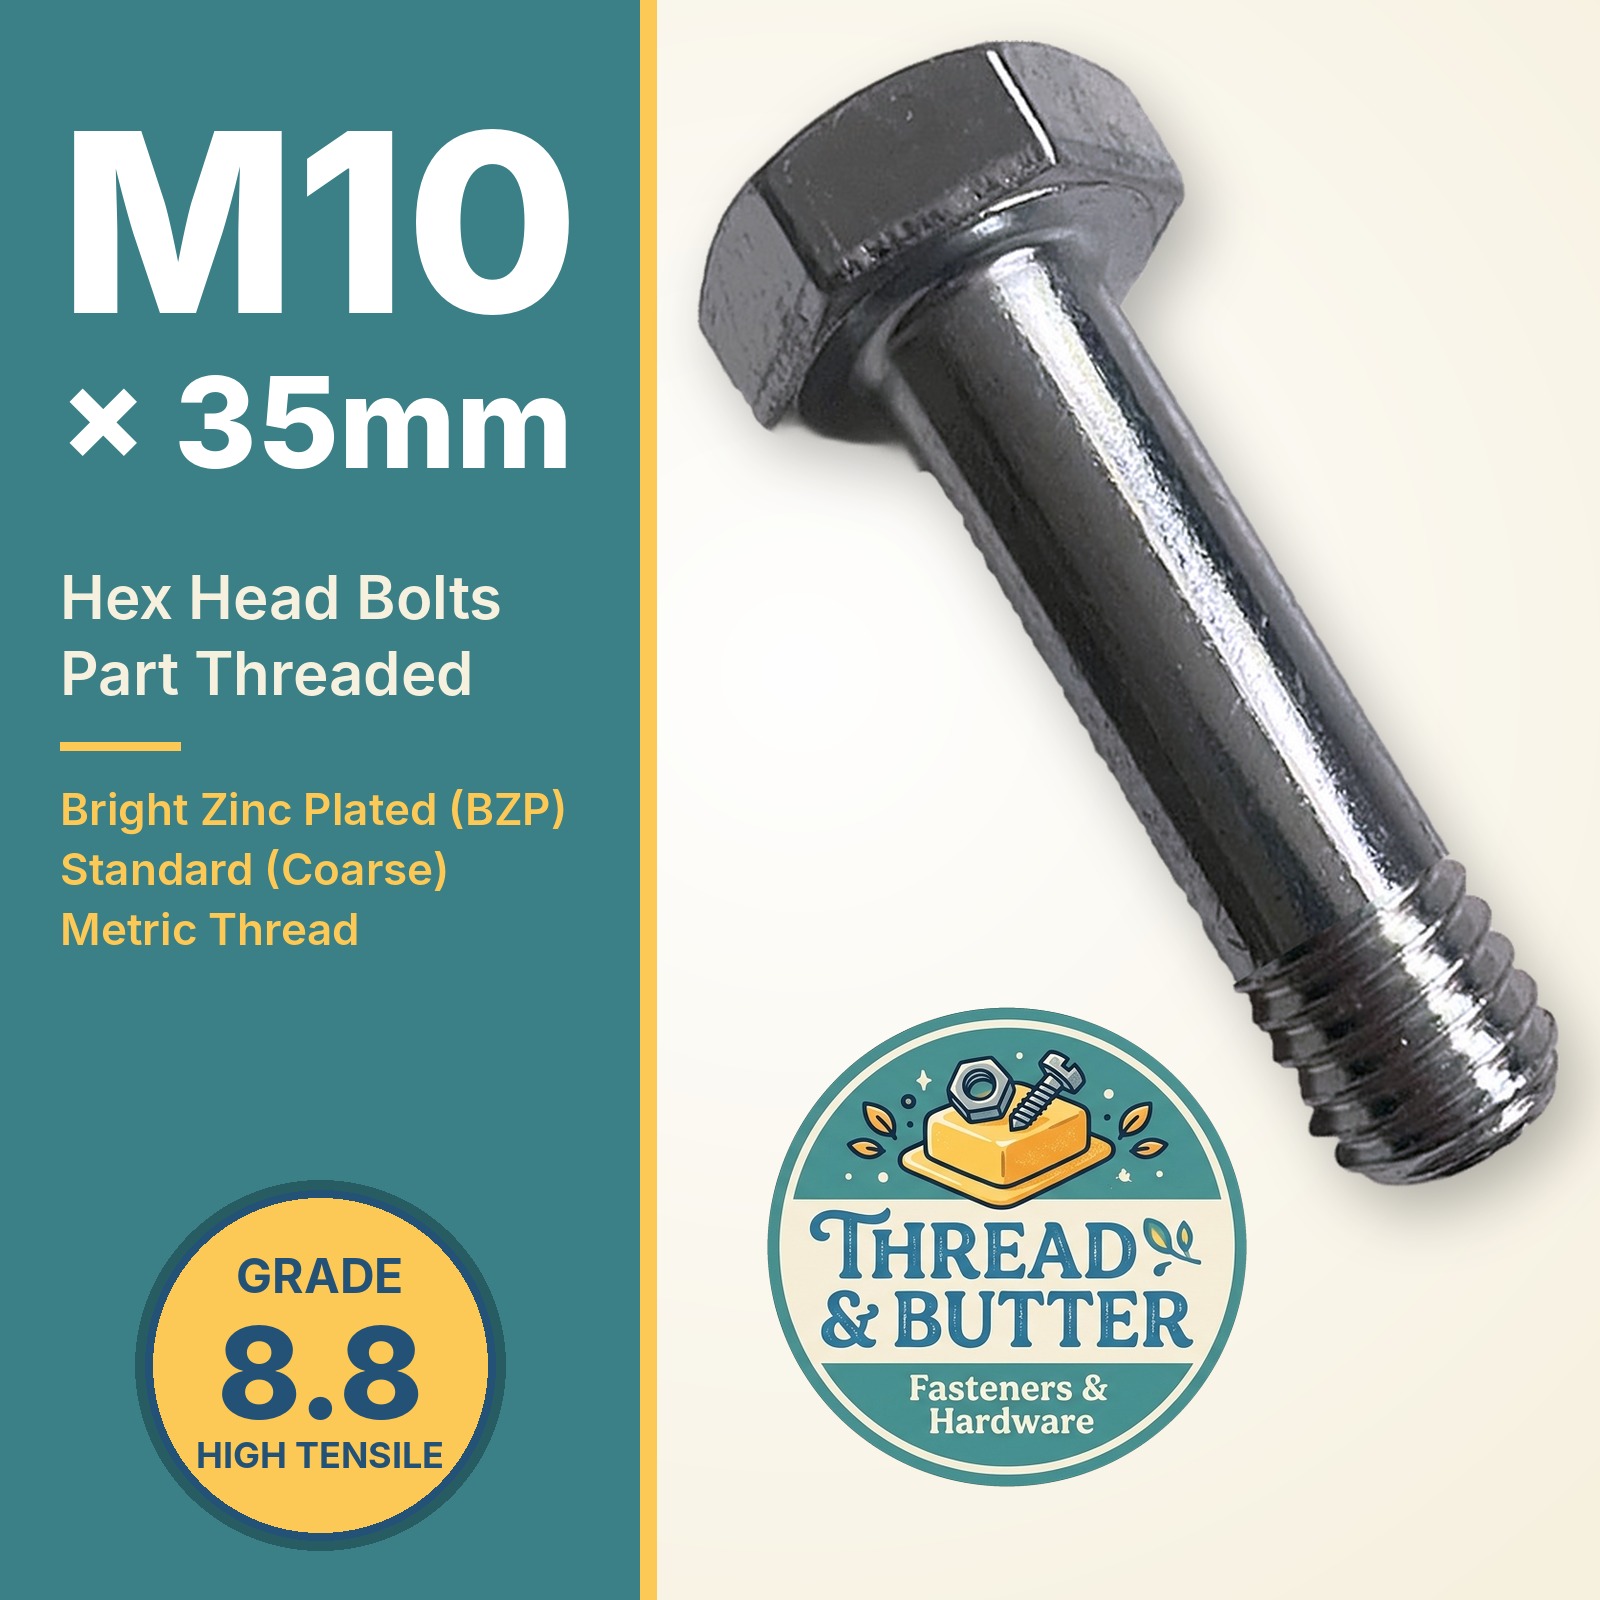 M10
× 35mm
Hex Head Bolts
Part Threaded
Bright Zinc Plated (BZP)
Standard (Coarse)
Metric Thread
GRADE
8.8
HIGH TENSILE
THREAD
& BUTTER
Fasteners &
Hardware